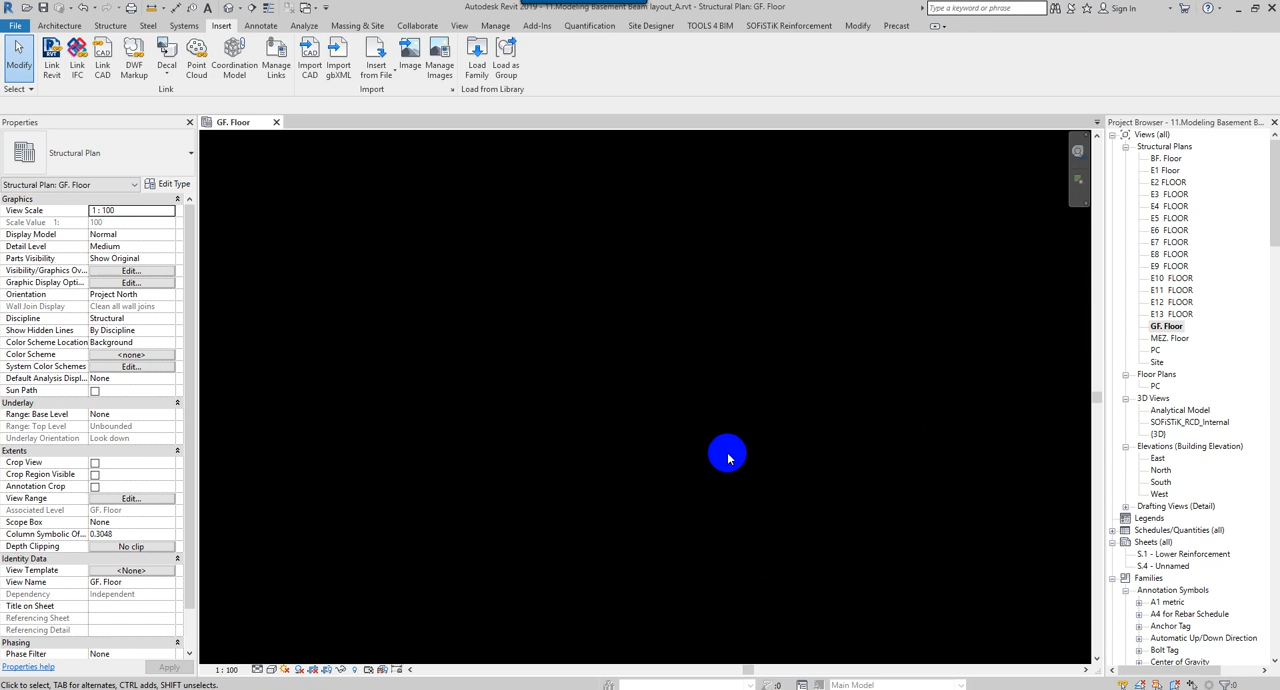 Autodesk Revit 2019 - 11.Modeling Basement Beam layout_A.rvt - Structural Plan: GF. Floor
Type a keyword or phrase
Sign In
File Architecture Structure Steel Systems Insert Annotate Analyze Massing & Site Collaborate View Manage Add-Ins Quantification Site Designer TOOLS 4 BIM SOFiSTiK Reinforcement Modify Precast
Modify Link Revit Link IFC Link CAD DWF Markup Decal Point Cloud Coordination Model Manage Links Import CAD Import gbXML Insert from File Image Manage Images Load Family Load as Group
Select Link Import Load from Library
Properties
GF. Floor
Project Browser - 11.Modeling Basement B...
Structural Plan
Structural Plan: GF. Floor Edit Type
Graphics
View Scale 1 : 100
Scale Value 1: 100
Display Model Normal
Detail Level Medium
Parts Visibility Show Original
Visibility/Graphics Ov... Edit...
Graphic Display Opti... Edit...
Orientation Project North
Wall Join Display Clean all wall joins
Discipline Structural
Show Hidden Lines By Discipline
Color Scheme Location Background
Color Scheme <none>
System Color Schemes Edit...
Default Analysis Displ... None
Sun Path
Underlay
Range: Base Level None
Range: Top Level Unbounded
Underlay Orientation Look down
Extents
Crop View
Crop Region Visible
Annotation Crop
View Range Edit...
Associated Level GF. Floor
Scope Box None
Column Symbolic Of... 0.3048
Depth Clipping No clip
Identity Data
View Template <None>
View Name GF. Floor
Dependency Independent
Title on Sheet
Referencing Sheet
Referencing Detail
Phasing
Phase Filter None
Properties help Apply
Views (all)
Structural Plans
BF. Floor
E1 Floor
E2 FLOOR
E3 FLOOR
E4 FLOOR
E5 FLOOR
E6 FLOOR
E7 FLOOR
E8 FLOOR
E9 FLOOR
E10 FLOOR
E11 FLOOR
E12 FLOOR
E13 FLOOR
GF. Floor
MEZ. Floor
PC
Site
Floor Plans
PC
3D Views
Analytical Model
SOFiSTiK_RCD_Internal
{3D}
Elevations (Building Elevation)
East
North
South
West
Drafting Views (Detail)
Legends
Schedules/Quantities (all)
Sheets (all)
S.1 - Lower Reinforcement
S.4 - Unnamed
Families
Annotation Symbols
A1 metric
A4 for Rebar Schedule
Anchor Tag
Automatic Up/Down Direction
Bolt Tag
Center of Gravity
1 : 100
Click to select, TAB for alternates, CTRL adds, SHIFT unselects.
:0
Main Model
:0